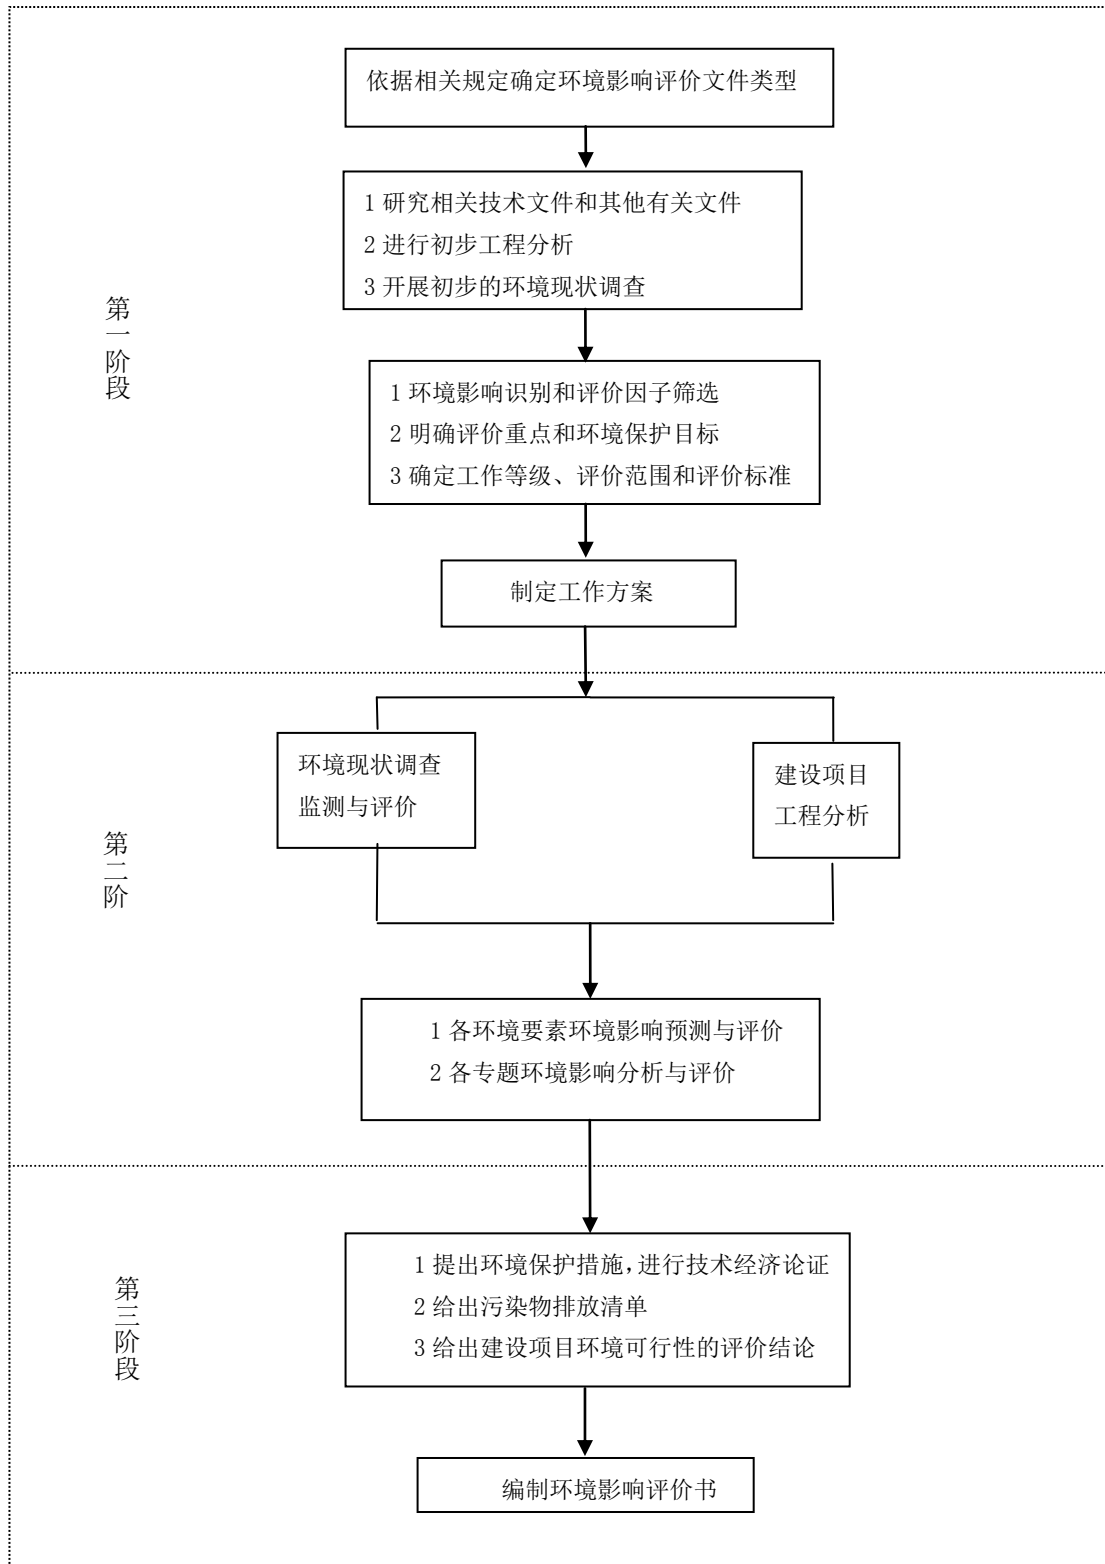 依据相关规定确定环境影响评价文件类型
1 研究相关技术文件和其他有关文件
2 进行初步工程分析
3 开展初步的环境现状调查
第一阶段
1 环境影响识别和评价因子筛选
2 明确评价重点和环境保护目标
3 确定工作等级、评价范围和评价标准
制定工作方案
环境现状调查
监测与评价
建设项目
工程分析
第二阶
1 各环境要素环境影响预测与评价
2 各专题环境影响分析与评价
第三阶段
1 提出环境保护措施，进行技术经济论证
2 给出污染物排放清单
3 给出建设项目环境可行性的评价结论
编制环境影响评价书